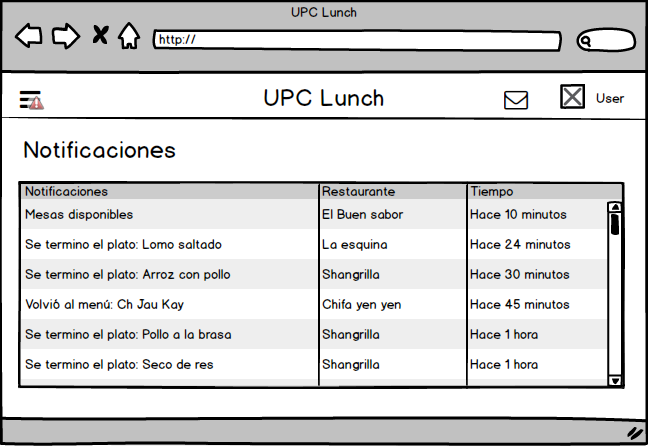 UPC Lunch
http://
UPC Lunch
User
Notificaciones
Notificaciones Restaurante Tiempo
Mesas disponibles El Buen sabor Hace 10 minutos
Se termino el plato: Lomo saltado La esquina Hace 24 minutos
Se termino el plato: Arroz con pollo Shangrilla Hace 30 minutos
Volvió al menú: Ch Jau Kay Chifa yen yen Hace 45 minutos
Se termino el plato: Pollo a la brasa Shangrilla Hace 1 hora
Se termino el plato: Seco de res Shangrilla Hace 1 hora